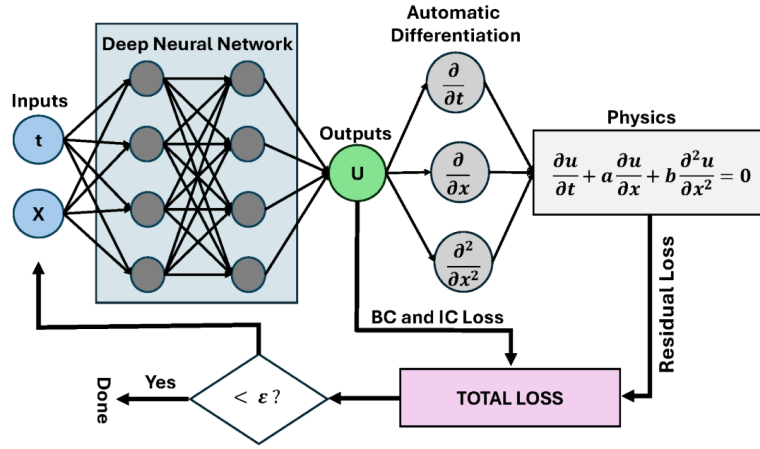 Automatic
Differentiation
Deep Neural Network
Inputs
t
X
Outputs
U
∂/∂t
∂/∂x
∂²/∂x²
Physics
∂u/∂t + a ∂u/∂x + b ∂²u/∂x² = 0
Residual Loss
BC and IC Loss
TOTAL LOSS
< ε ?
Yes
Done